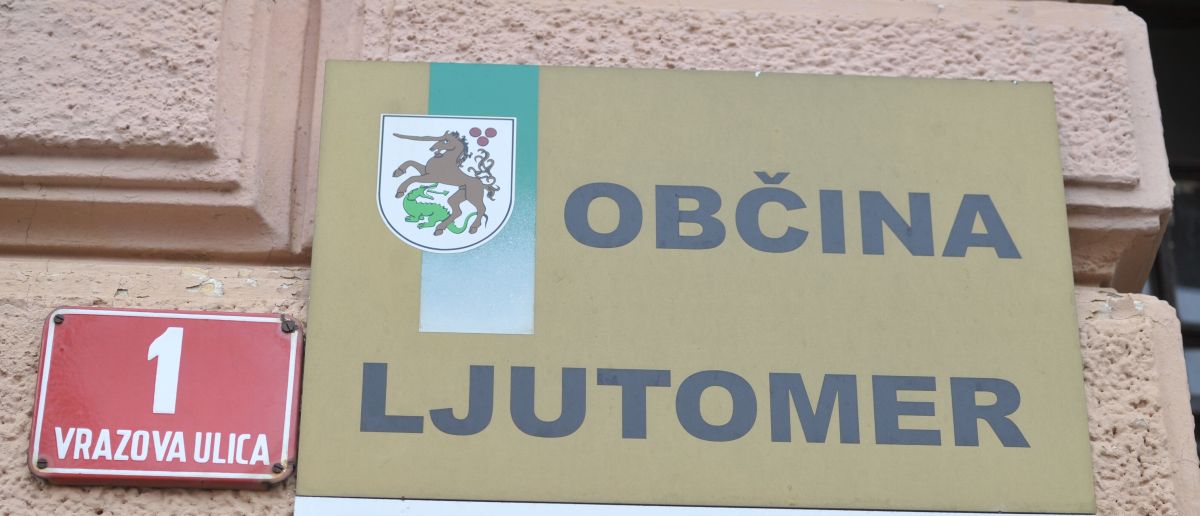 OBČINA
LJUTOMER
1
VRAZOVA ULICA